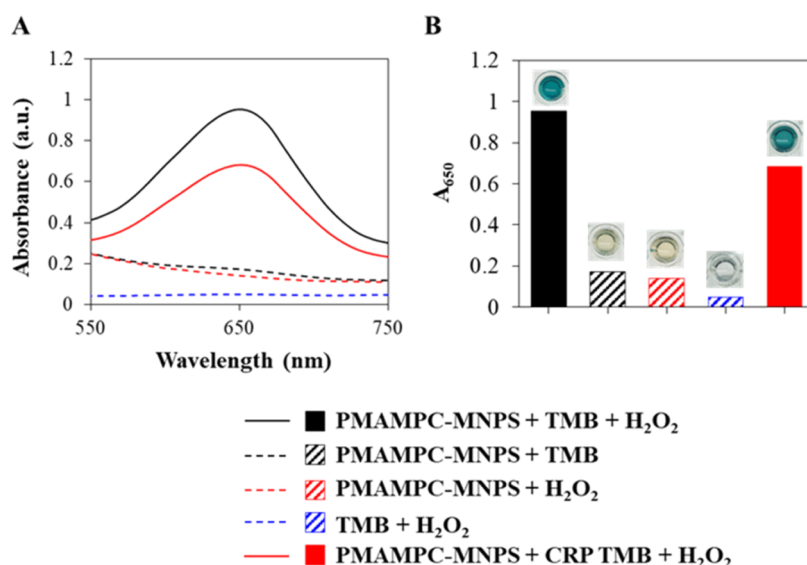 A
B
Absorbance (a.u.)
1.2
1
0.8
0.6
0.4
0.2
0
550
650
750
Wavelength (nm)
A650
1.2
1
0.8
0.6
0.4
0.2
0
PMAMPC-MNPS + TMB + H2O2
PMAMPC-MNPS + TMB
PMAMPC-MNPS + H2O2
TMB + H2O2
PMAMPC-MNPS + CRP TMB + H2O2